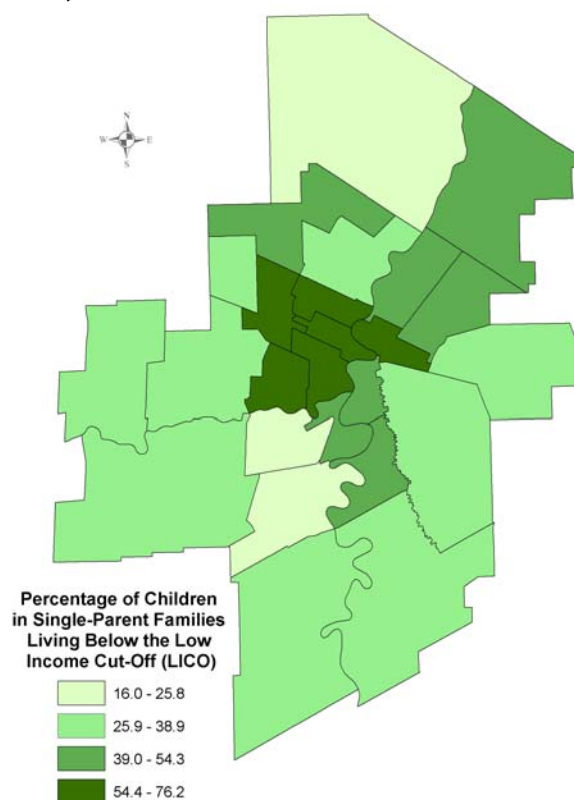 N
W E
S
Percentage of Children
in Single-Parent Families
Living Below the Low
Income Cut-Off (LICO)
16.0 - 25.8
25.9 - 38.9
39.0 - 54.3
54.4 - 76.2